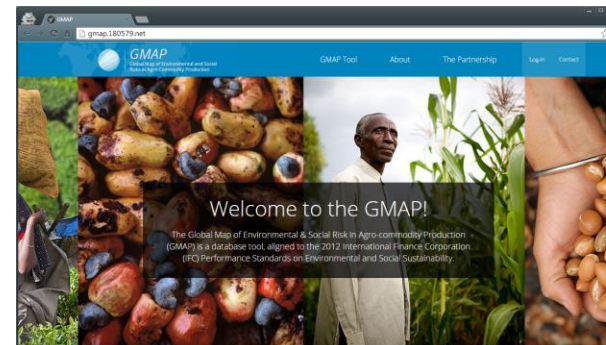 GMAP
gmap.180579.net
GMAP
Global Map of Environmental and Social
Risks in Agro-Commodity Production
GMAP Tool
About
The Partnership
Log in
Contact
Welcome to the GMAP!
The Global Map of Environmental & Social Risk in Agro-commodity Production
(GMAP) is a database tool, aligned to the 2012 International Finance Corporation
(IFC) Performance Standards on Environmental and Social Sustainability.